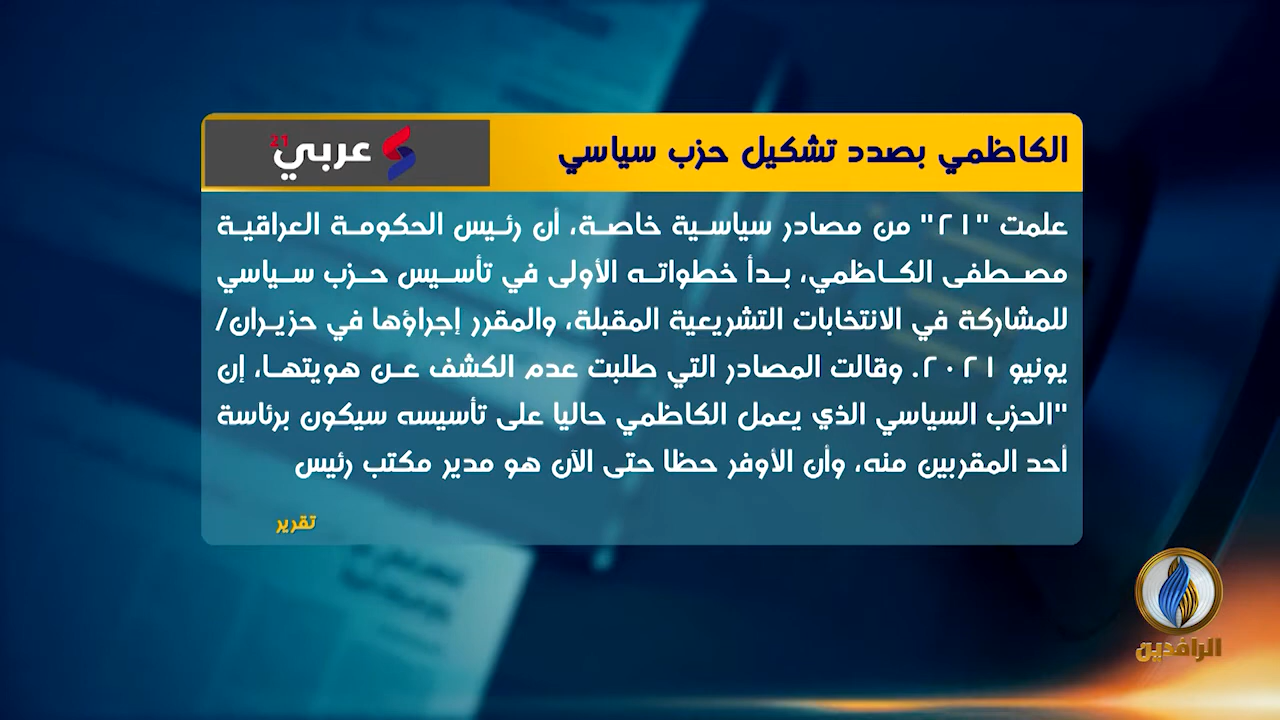 الكاظمي بصدد تشكيل حزب سياسي
عربي 21
علمت "٢١" من مصادر سياسية خاصة، أن رئيس الحكومة العراقية
مصطفى الكاظمي، بدأ خطواته الأولى في تأسيس حزب سياسي
للمشاركة في الانتخابات التشريعية المقبلة، والمقرر إجراؤها في حزيران/
يونيو ٢٠٢١. وقالت المصادر التي طلبت عدم الكشف عن هويتها، إن
"الحزب السياسي الذي يعمل الكاظمي حاليا على تأسيسه سيكون برئاسة
أحد المقربين منه، وأن الأوفر حظا حتى الآن هو مدير مكتب رئيس
تقرير
الرافدين